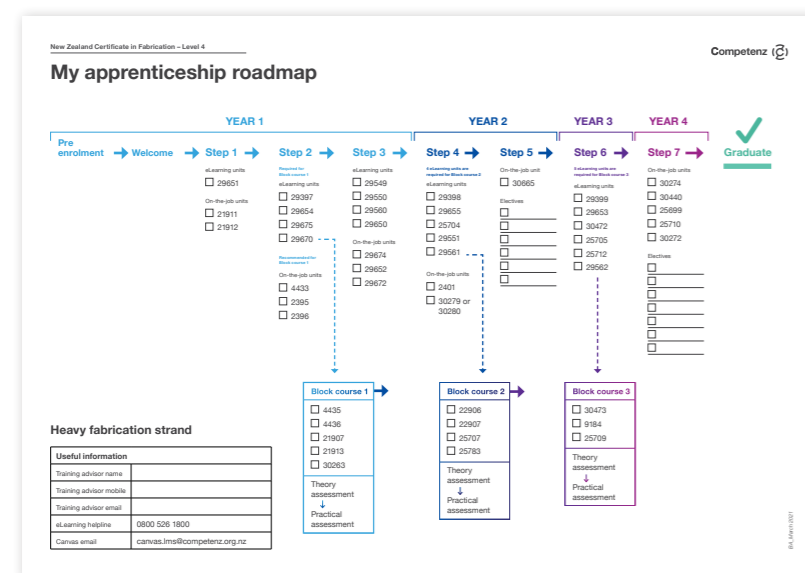 New Zealand Certificate in Fabrication – Level 4
My apprenticeship roadmap
Competenz
YEAR 1
YEAR 2
YEAR 3
YEAR 4
Pre
enrolment
Welcome
Step 1
eLearning units
29651
On-the-job units
21911
21912
Step 2
Required for
Block course 1
eLearning units
29397
29654
29675
29670
Recommended for
Block course 1
On-the-job units
4433
2395
2396
Step 3
eLearning units
29549
29550
29560
29650
On-the-job units
29674
29652
29672
Step 4
4 eLearning units are
required for Block course 2
eLearning units
29398
29655
25704
29551
29561
On-the-job units
2401
30279 or
30280
Step 5
On-the-job unit
30665
Electives
Step 6
eLearning units
29399
29653
30472
25705
25712
29562
Step 7
On-the-job units
30274
30440
25699
25710
30272
Electives
Graduate
Block course 1
4435
4436
21907
21913
30263
Theory
assessment
Practical
assessment
Block course 2
22906
22907
25707
25783
Theory
assessment
Practical
assessment
Block course 3
30473
9184
25709
Theory
assessment
Practical
assessment
Heavy fabrication strand
Useful information
Training advisor name
Training advisor mobile
Training advisor email
eLearning helpline 0800 526 1800
Canvas email canvas.lms@competenz.org.nz